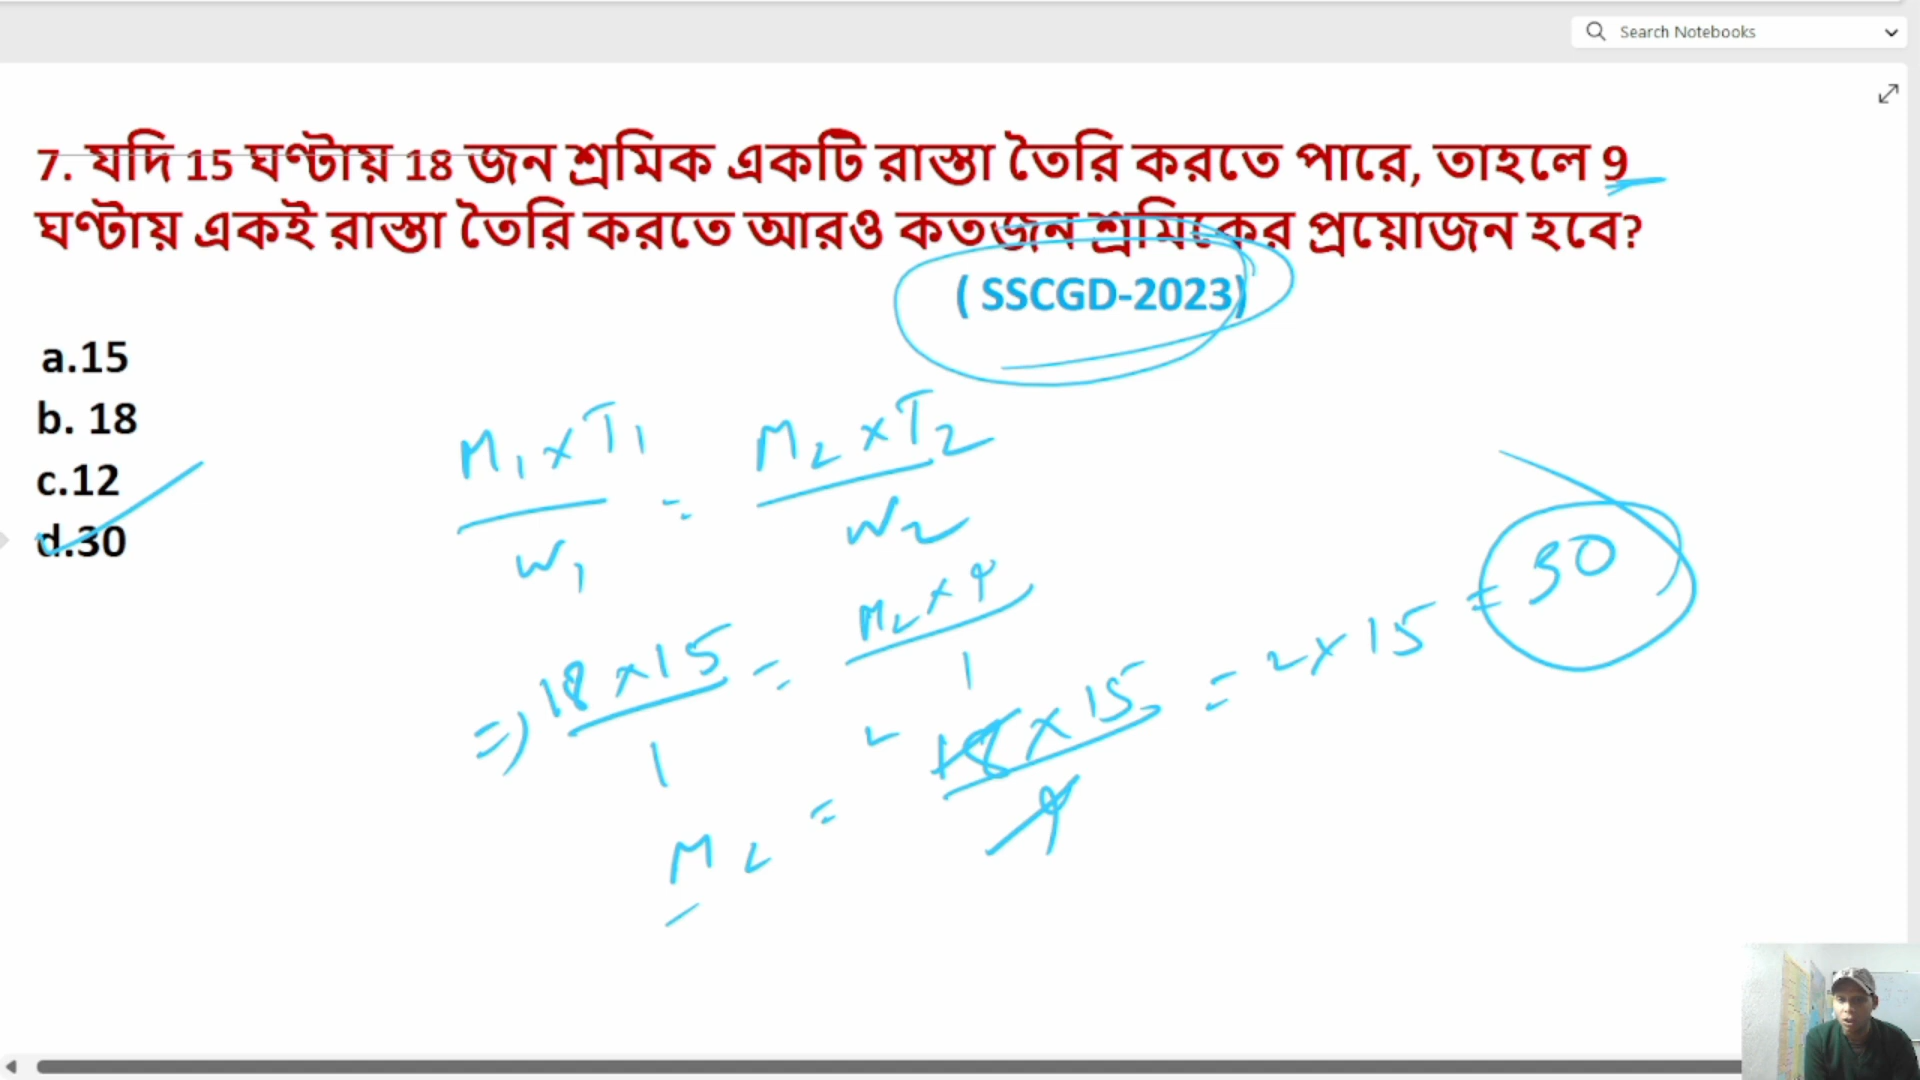 Search Notebooks
7. যদি 15 ঘণ্টায় 18 জন শ্রমিক একটি রাস্তা তৈরি করতে পারে, তাহলে 9
ঘণ্টায় একই রাস্তা তৈরি করতে আরও কতজন শ্রমিকের প্রয়োজন হবে?
( SSCGD-2023)
a.15
b. 18
c.12
d.30
M₁×T₁/W₁ = M₂×T₂/W₂
⇒ 18×15/1 = M₂×9/1
M₂ = 18×15/9 = 2×15 = 30
2